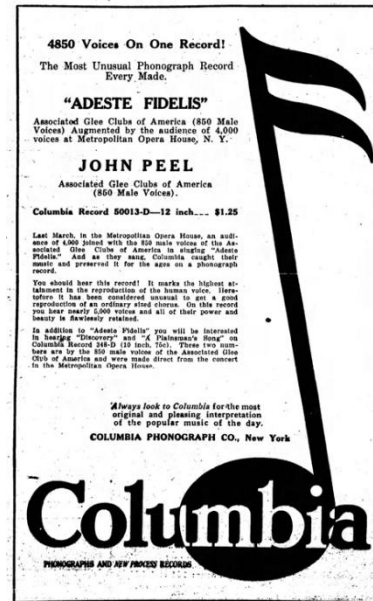 4850 Voices On One Record!
The Most Unusual Phonograph Record
Every Made.
"ADESTE FIDELIS"
Associated Glee Clubs of America (850 Male
Voices) Augmented by the audience of 4,000
voices at Metropolitan Opera House, N. Y.
JOHN PEEL
Associated Glee Clubs of America
(850 Male Voices).
Columbia Record 50013-D—12 inch___ $1.25
Last March, in the Metropolitan Opera House, an audi-
ence of 4,000 joined with the 850 male voices of the As-
sociated Glee Clubs of America in singing "Adeste
Fidelis." And as they sang, Columbia caught their
music and preserved it for the ages on a phonograph
record.
You should hear this record! It marks the highest at-
tainment in the reproduction of the human voice. Here-
tofore it has been considered unusual to get a good
reproduction of an ordinary sized chorus. On this record
you hear nearly 5,000 voices and all of their power and
beauty is flawlessly retained.
In addition to "Adeste Fidelis" you will be interested
in hearing "Discovery" and "A Plainsman's Song" on
Columbia Record 348-D (10 inch, 75c). These two num-
bers are by the 850 male voices of the Associated Glee
Club of America and were made direct from the concert
in the Metropolitan Opera House.
Always look to Columbia for the most
original and pleasing interpretation
of the popular music of the day.
COLUMBIA PHONOGRAPH CO., New York
Columbia
PHONOGRAPHS AND NEW PROCESS RECORDS